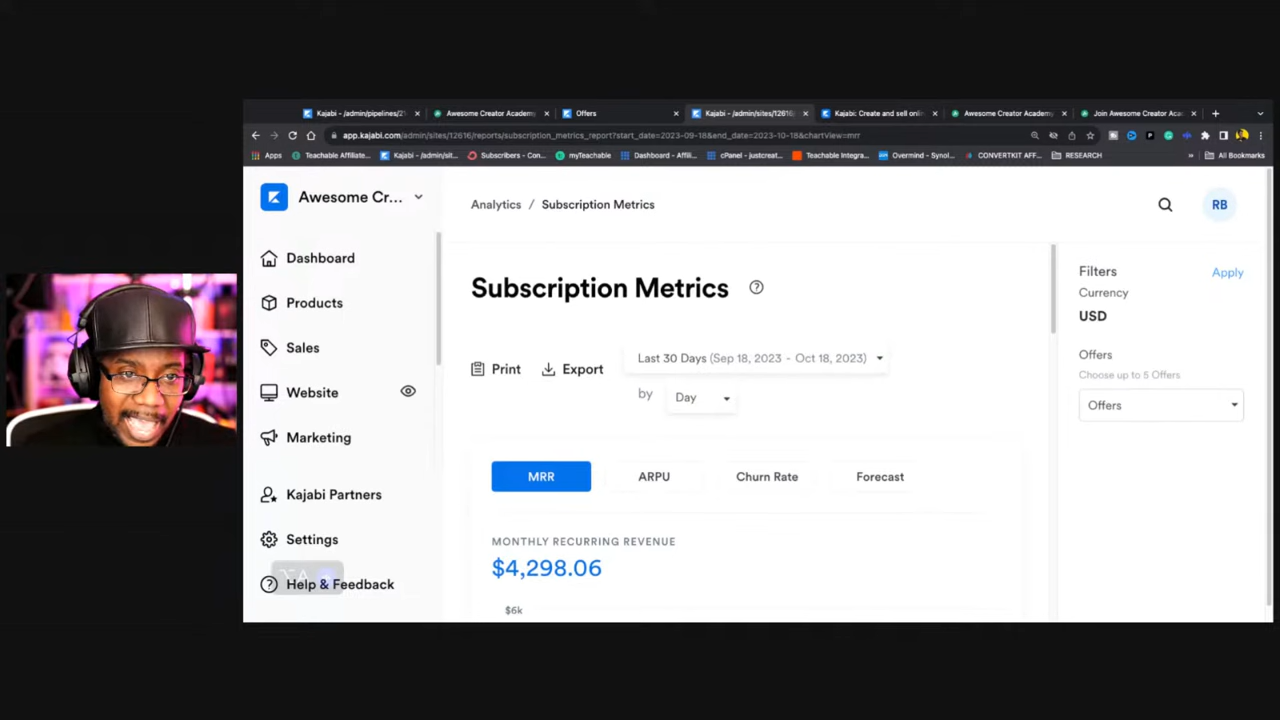 Kajabi - /admin/pipelines/2
Awesome Creator Academy
Offers
Kajabi - /admin/sites/12616
Kajabi: Create and sell onlin
Awesome Creator Academy
Join Awesome Creator Ac
app.kajabi.com/admin/sites/12616/reports/subscription_metrics_report?start_date=2023-09-18&end_date=2023-10-18&chartView=mrr
Apps
Teachable Affiliate...
Kajabi - /admin/sit...
Subscribers - Con...
myTeachable
Dashboard - Affili...
cPanel - justcreat...
Teachable Integra...
Overmind - Synol...
CONVERTKIT AFF...
RESEARCH
»
All Bookmarks
Awesome Cr...
Analytics / Subscription Metrics
RB
Dashboard
Products
Sales
Website
Marketing
Kajabi Partners
Settings
Help & Feedback
Subscription Metrics
Print
Export
Last 30 Days (Sep 18, 2023 - Oct 18, 2023)
by
Day
MRR
ARPU
Churn Rate
Forecast
MONTHLY RECURRING REVENUE
$4,298.06
$6k
Filters
Apply
Currency
USD
Offers
Choose up to 5 Offers
Offers